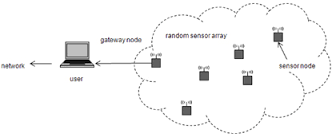 gateway node
random sensor array
network
user
sensor node